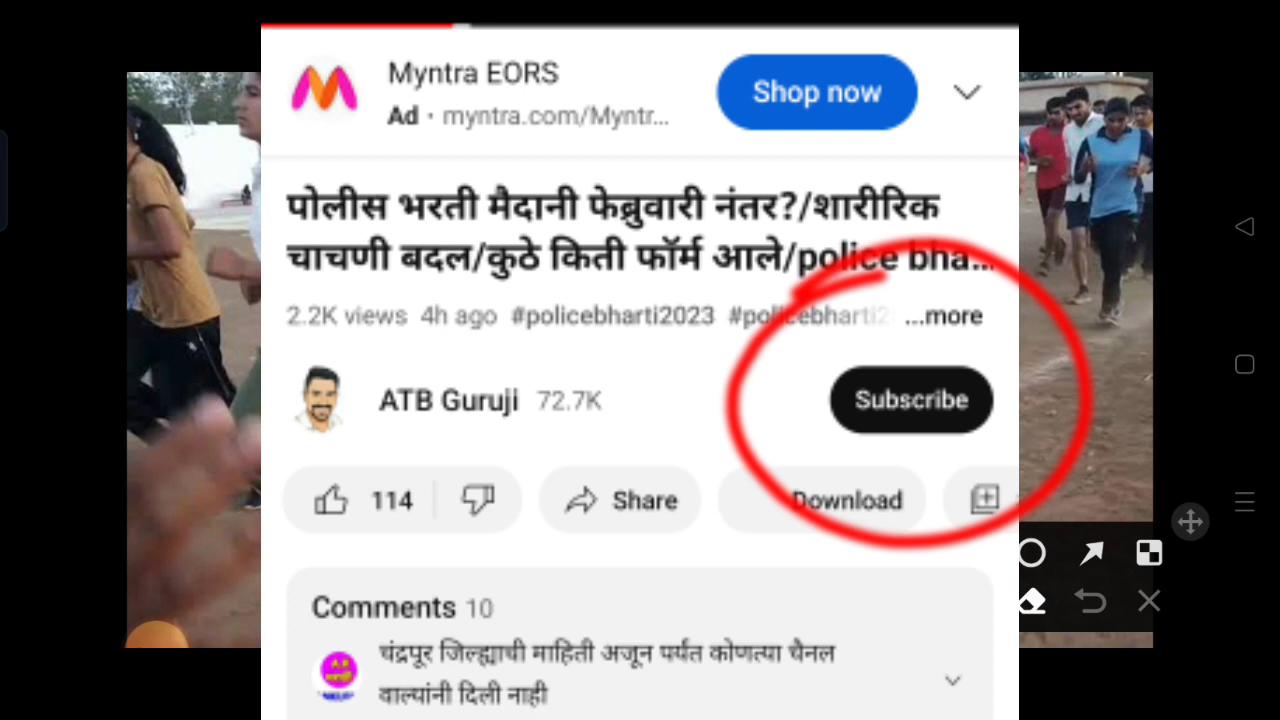 Myntra EORS
Ad · myntra.com/Myntr...
Shop now
पोलीस भरती मैदानी फेब्रुवारी नंतर?/शारीरिक
चाचणी बदल/कुठे किती फॉर्म आले/police bha...
2.2K views 4h ago #policebharti2023 #policebharti2 ...more
ATB Guruji 72.7K
Subscribe
114
Share
Download
Comments 10
चंद्रपूर जिल्ह्याची माहिती अजून पर्यंत कोणत्या चैनल
वाल्यांनी दिली नाही